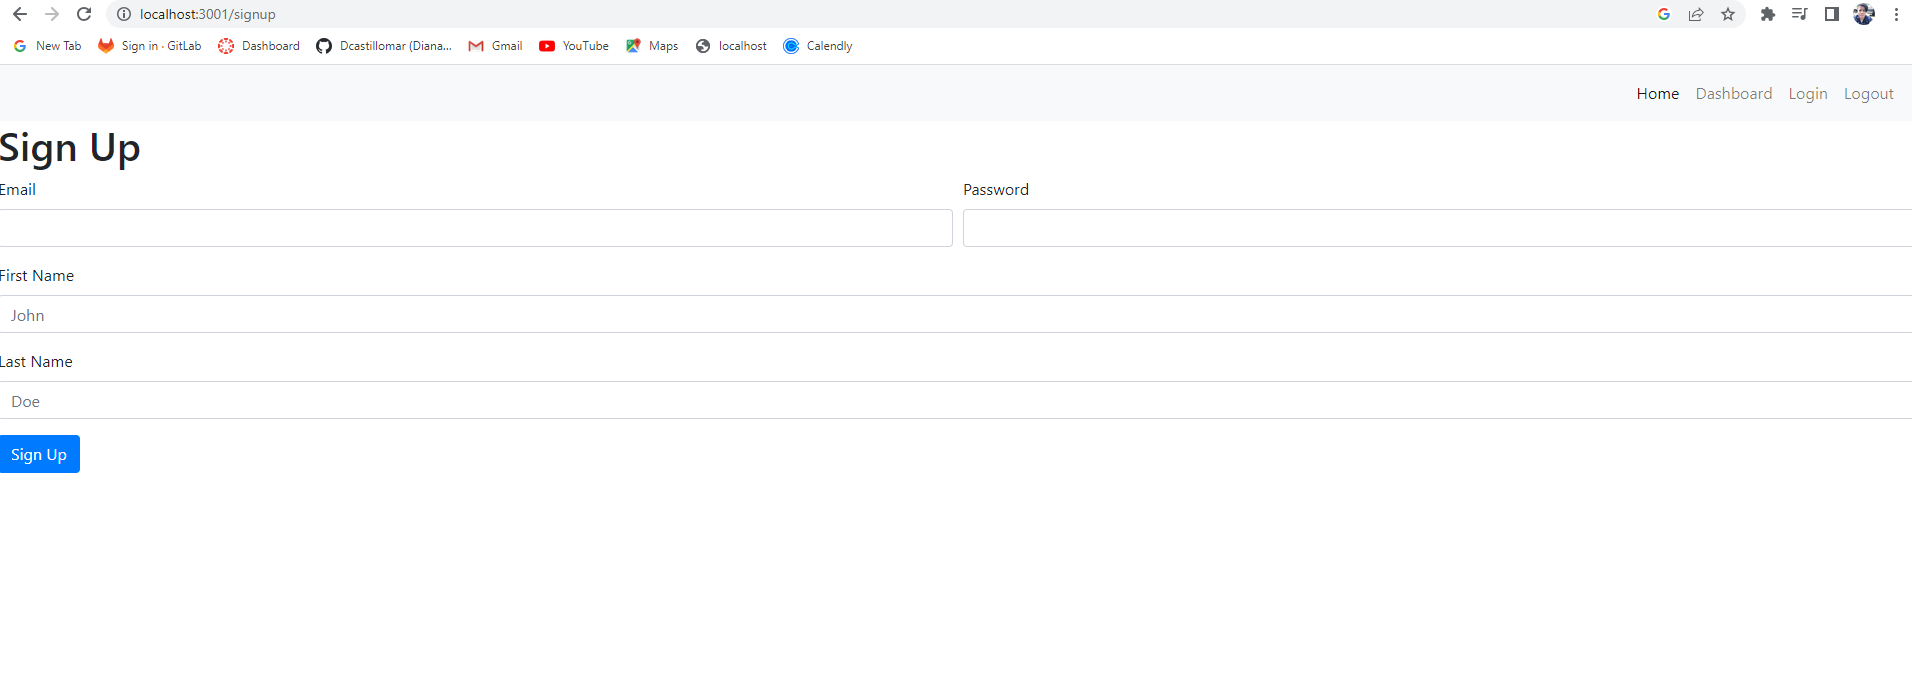 localhost:3001/signup
New Tab Sign in · GitLab Dashboard Dcastillomar (Diana... Gmail YouTube Maps localhost Calendly
Home Dashboard Login Logout
Sign Up
Email Password
First Name
John
Last Name
Doe
Sign Up